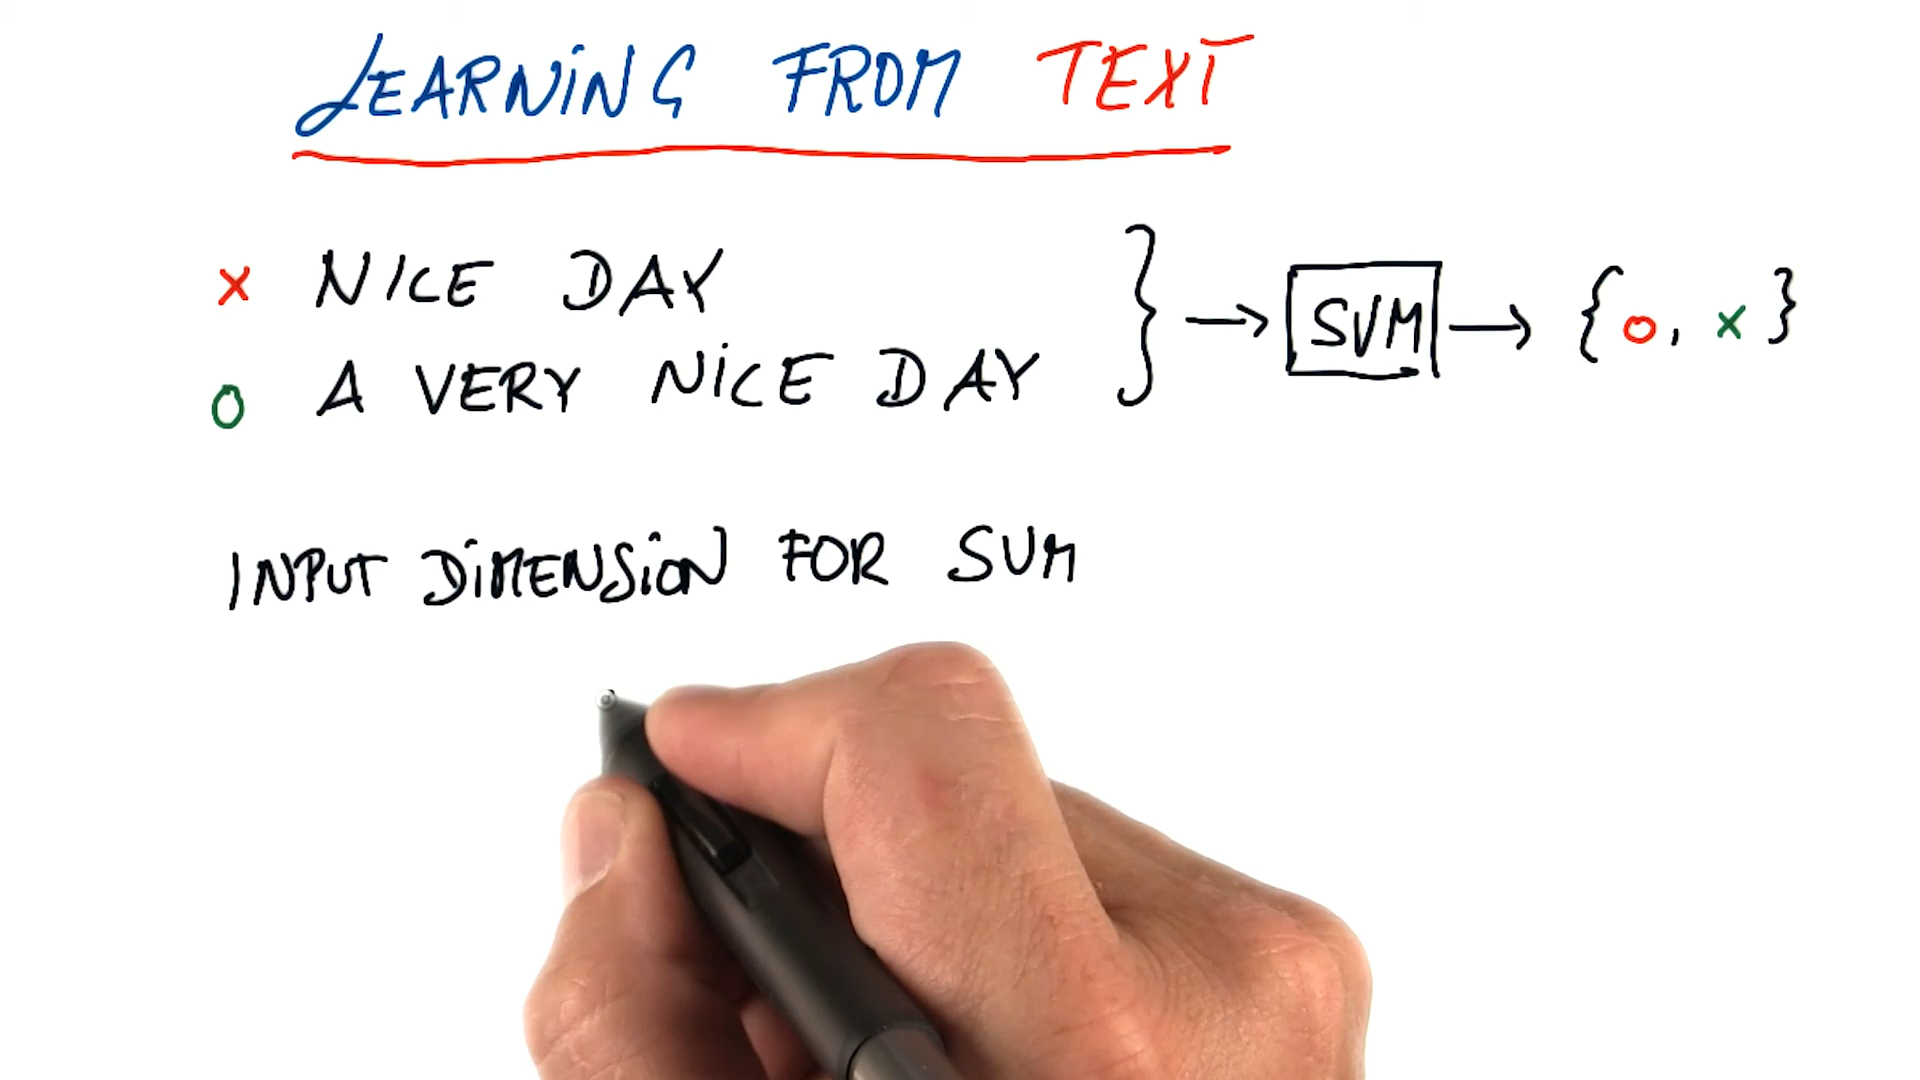 LEARNING FROM TEXT
x NICE DAY
o A VERY NICE DAY
} → SVM → {o, x}
INPUT DIMENSION FOR SVM